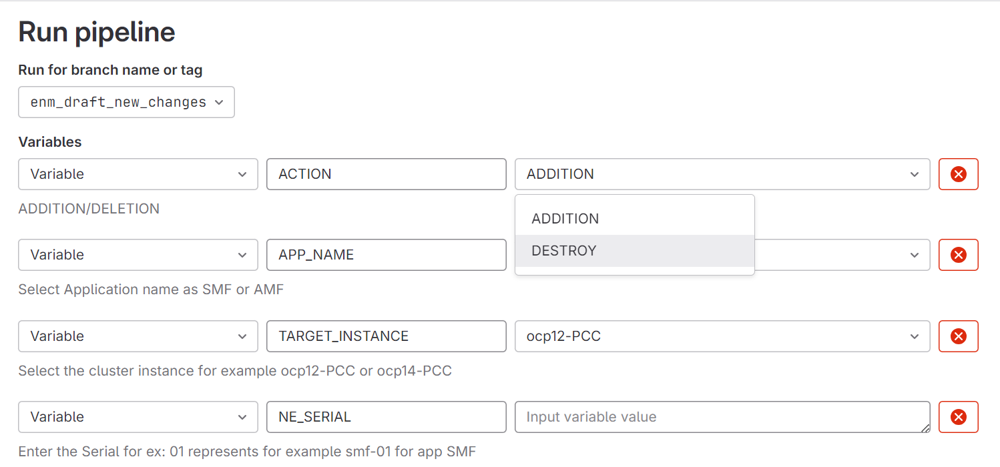 Run pipeline
Run for branch name or tag
enm_draft_new_changes
Variables
Variable ACTION ADDITION
ADDITION/DELETION
ADDITION
DESTROY
Variable APP_NAME
Select Application name as SMF or AMF
Variable TARGET_INSTANCE ocp12-PCC
Select the cluster instance for example ocp12-PCC or ocp14-PCC
Variable NE_SERIAL Input variable value
Enter the Serial for ex: 01 represents for example smf-01 for app SMF